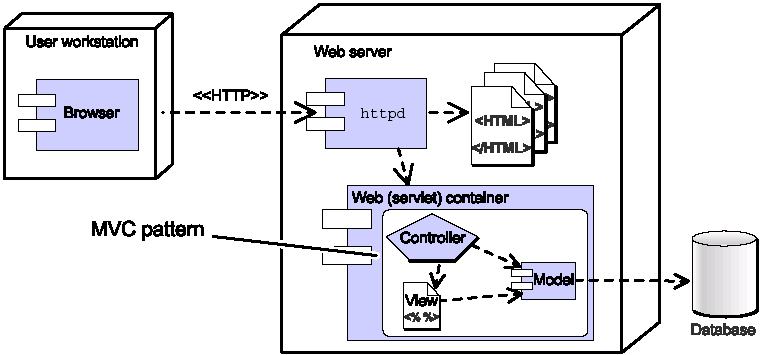 User workstation
Browser
<<HTTP>>
Web server
httpd
<HTML>
</HTML>
>
>
Web (servlet) container
MVC pattern
Controller
Model
View
<% %>
Database